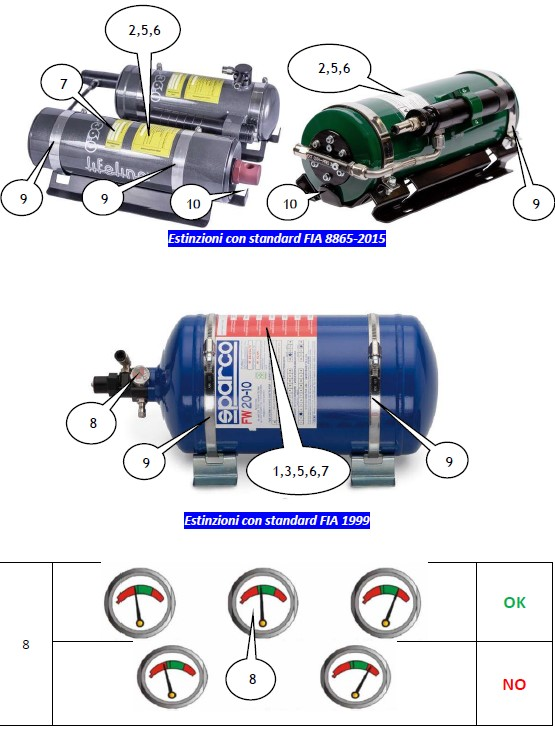 2,5,6
7
2,5,6
lifeline
9
9
10
10
9
Estinzioni con standard FIA 8865-2015
sparco
FW 20-10
8
9
1,3,5,6,7
9
Estinzioni con standard FIA 1999
8
OK
8
NO